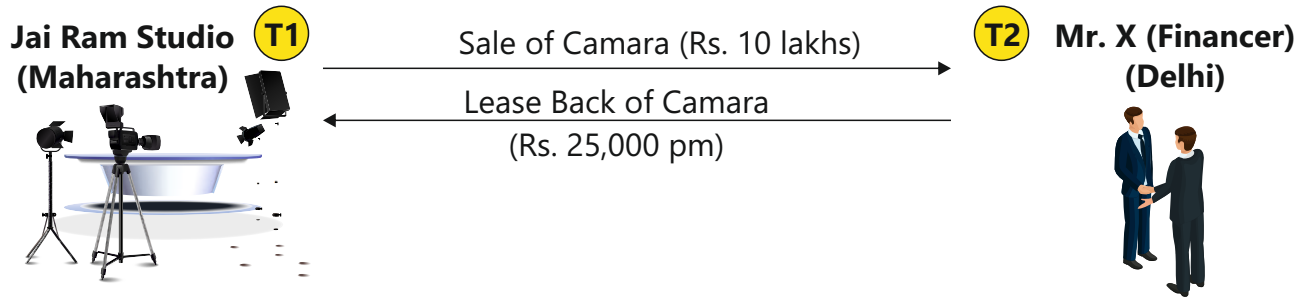 Jai Ram Studio
(Maharashtra)
T1
Sale of Camara (Rs. 10 lakhs)
Lease Back of Camara
(Rs. 25,000 pm)
T2
Mr. X (Financer)
(Delhi)